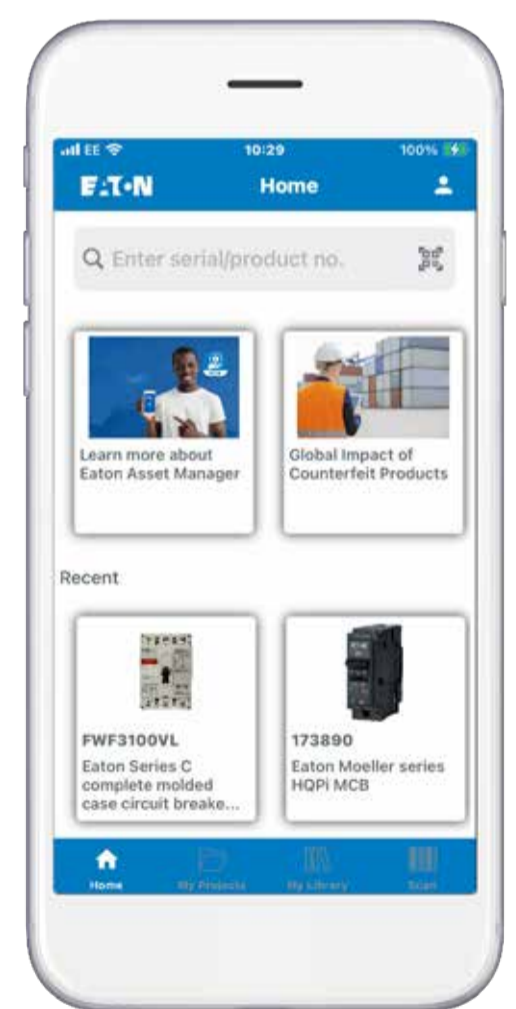 EE
10:29
100%
EATON
Home
Enter serial/product no.
Learn more about
Eaton Asset Manager
Global Impact of
Counterfeit Products
Recent
FWF3100VL
Eaton Series C
complete molded
case circuit breake...
173890
Eaton Moeller series
HQPi MCB
Home
My Projects
My Library
Scan